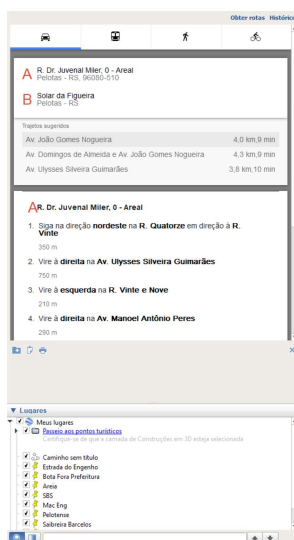 Obter rotas Histórico
A R. Dr. Juvenal Miler, 0 - Areal
Pelotas - RS, 96080-510
B Solar da Figueira
Pelotas - RS
Trajetos sugeridos
Av. João Gomes Nogueira 4,0 km,9 min
Av. Domingos de Almeida e Av. João Gomes Nogueira 4,3 km,9 min
Av. Ulysses Silveira Guimarães 3,8 km,10 min
A R. Dr. Juvenal Miler, 0 - Areal
1. Siga na direção nordeste na R. Quatorze em direção à R.
Vinte
350 m
2. Vire à direita na Av. Ulysses Silveira Guimarães
750 m
3. Vire à esquerda na R. Vinte e Nove
210 m
4. Vire à direita na Av. Manoel Antônio Peres
290 m
Lugares
Meus lugares
Passeio aos pontos turísticos
Certifique-se de que a camada de Construções em 3D esteja selecionada
Caminho sem título
Estrada do Engenho
Bota Fora Prefeitura
Areia
SBS
Mac Eng
Pelotense
Saibreira Barcelos